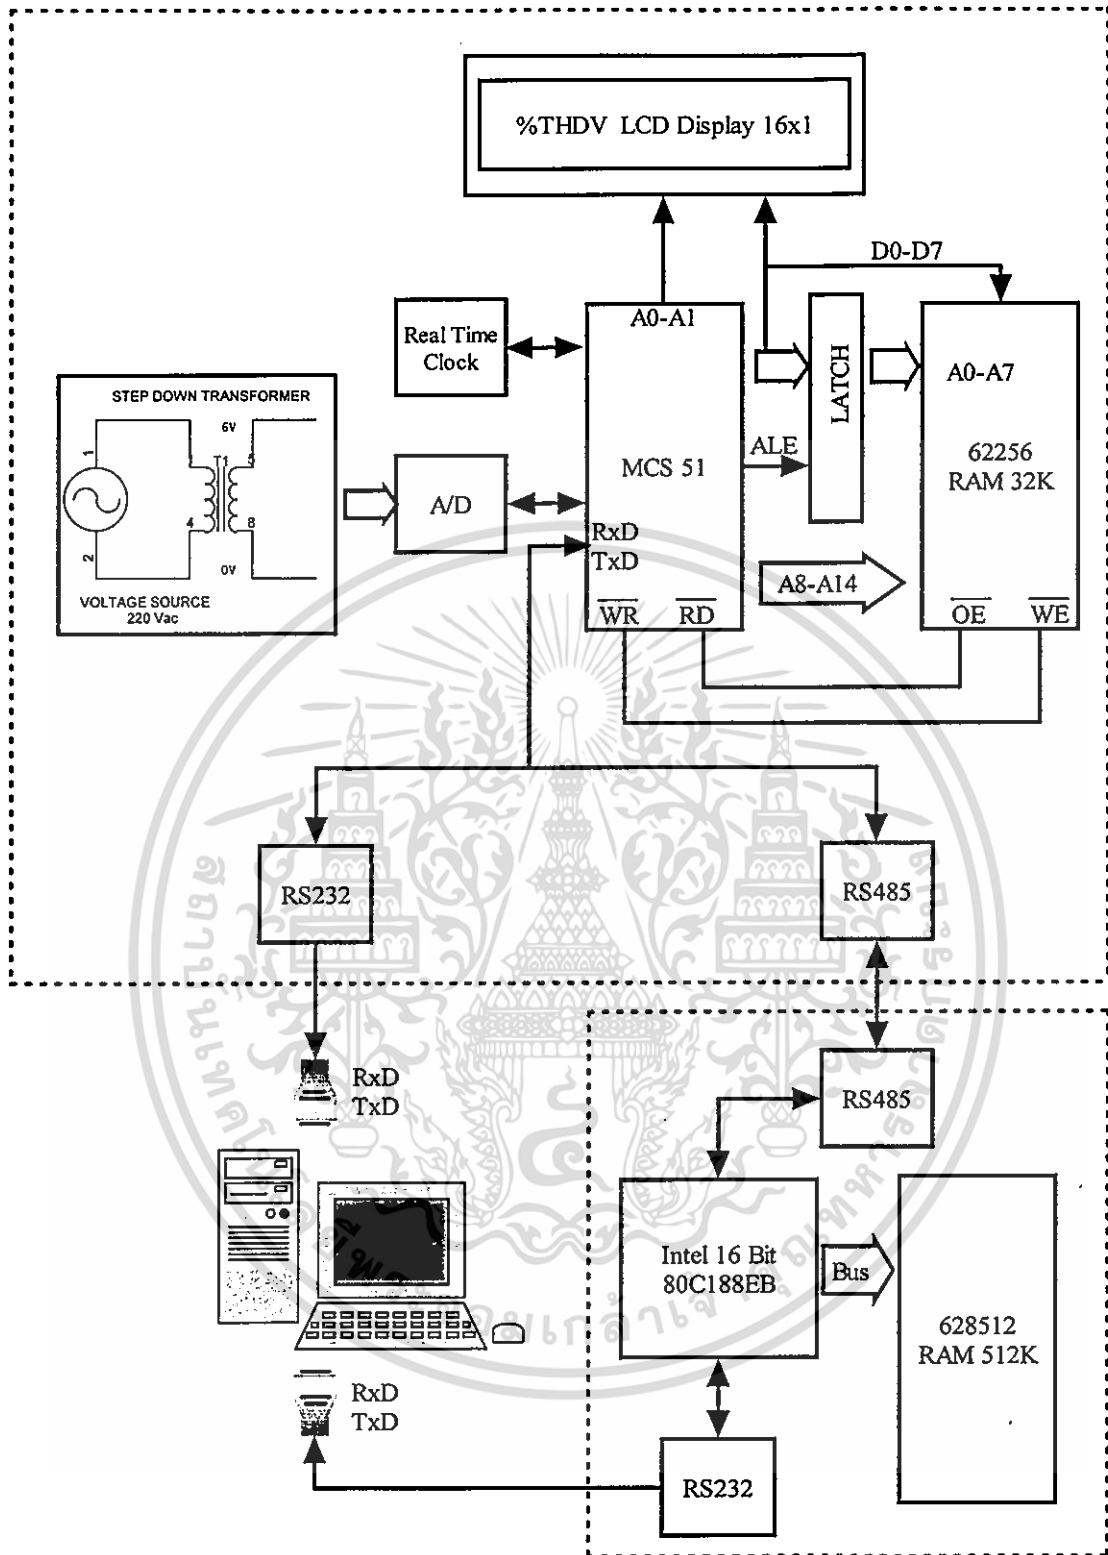 %THDV LCD Display 16x1
D0-D7
Real Time
Clock
A0-A1
LATCH
A0-A7
STEP DOWN TRANSFORMER
6V
1
1
T1
5
4
8
2
0V
VOLTAGE SOURCE
220 Vac
A/D
MCS 51
ALE
62256
RAM 32K
RxD
TxD
A8-A14
WR
RD
OE
WE
RS232
RS485
RxD
TxD
RS485
Intel 16 Bit
80C188EB
Bus
628512
RAM 512K
RxD
TxD
RS232